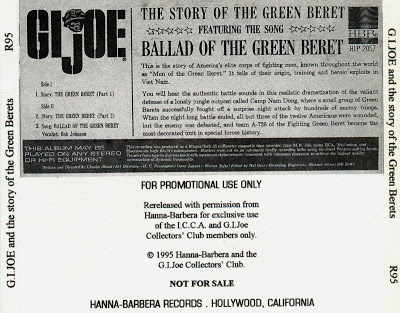 R95
G.I.JOE and the story of the Green Berets
GIJOE
THE STORY OF THE GREEN BERET
FEATURING THE SONG
BALLAD OF THE GREEN BERET
HBR
HLP 2057
This is the story of America's elite corps of fighting men, known throughout the world
as "Men of the Green Beret." It tells of their origin, training and heroic exploits in
Viet Nam.
You will hear the authentic battle sounds in this realistic dramatization of the valiant
defense of a lonely jungle outpost called Camp Nam Dong, where a small group of Green
Berets successfully fought of a surprise night attack by hundreds of enemy troops.
When the night-long battle ended, all but three of the twelve Americans were wounded,
but the enemy was defeated, and team A-726 of the Fighting Green Beret became the
most decorated unit in special forces history.
Side I
1. Story: THE GREEN BERET (Part 1)
Side II
2. Story: THE GREEN BERET (Part 2)
3. Song: BALLAD OF THE GREEN BERET
Vocalist: Bob Johnson
THIS ALBUM MAY BE
PLAYED ON ANY STEREO
OR HI-FI EQUIPMENT
FOR PROMOTIONAL USE ONLY
Rereleased with permission from
Hanna-Barbera for exclusive use
of the I.C.C.A. and G.I.Joe
Collectors' Club members only.
© 1995 Hanna-Barbera and the
G.I.Joe Collectors' Club.
NOT FOR SALE
HANNA-BARBERA RECORDS . HOLLYWOOD, CALIFORNIA
G.I.JOE and the story of the Green Berets
R95